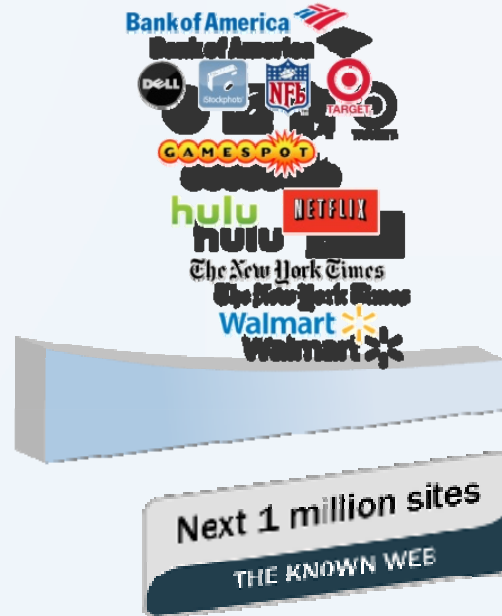 Bank of America
Bank of America
DELL iStockphoto NFL TARGET
GAMESPOT
hulu NETFLIX
hulu
The New York Times
The New York Times
Walmart
Walmart
Next 1 million sites
THE KNOWN WEB